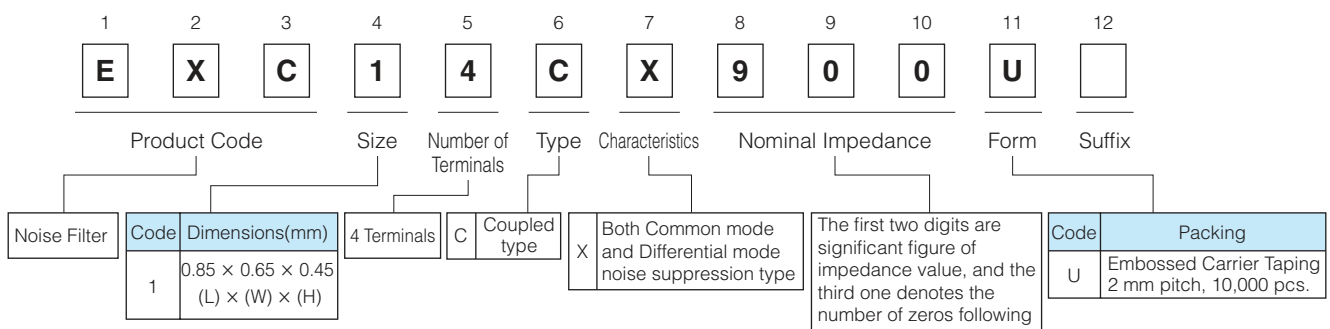 1 2 3 4 5 6 7 8 9 10 11 12
E X C 1 4 C X 9 0 0 U
Product Code Size Number of Terminals Type Characteristics Nominal Impedance Form Suffix
Noise Filter
Code Dimensions(mm)
1 0.85 × 0.65 × 0.45
(L) × (W) × (H)
4 Terminals
C Coupled
type
X Both Common mode
and Differential mode
noise suppression type
The first two digits are
significant figure of
impedance value, and the
third one denotes the
number of zeros following
Code Packing
U Embossed Carrier Taping
2 mm pitch, 10,000 pcs.